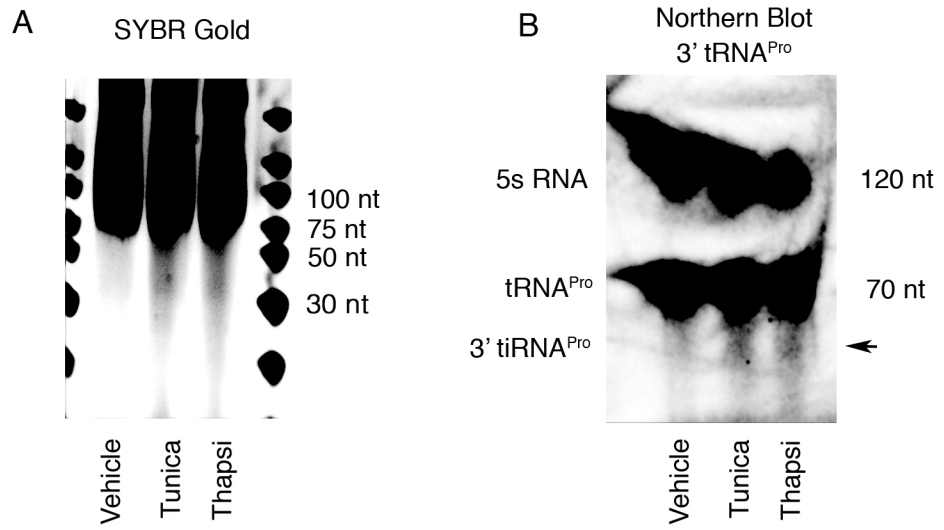 A
SYBR Gold
100 nt
75 nt
50 nt
30 nt
Vehicle
Tunica
Thapsi
B
Northern Blot
3’ tRNAPro
5s RNA
120 nt
tRNAPro
70 nt
3’ tiRNAPro
Vehicle
Tunica
Thapsi